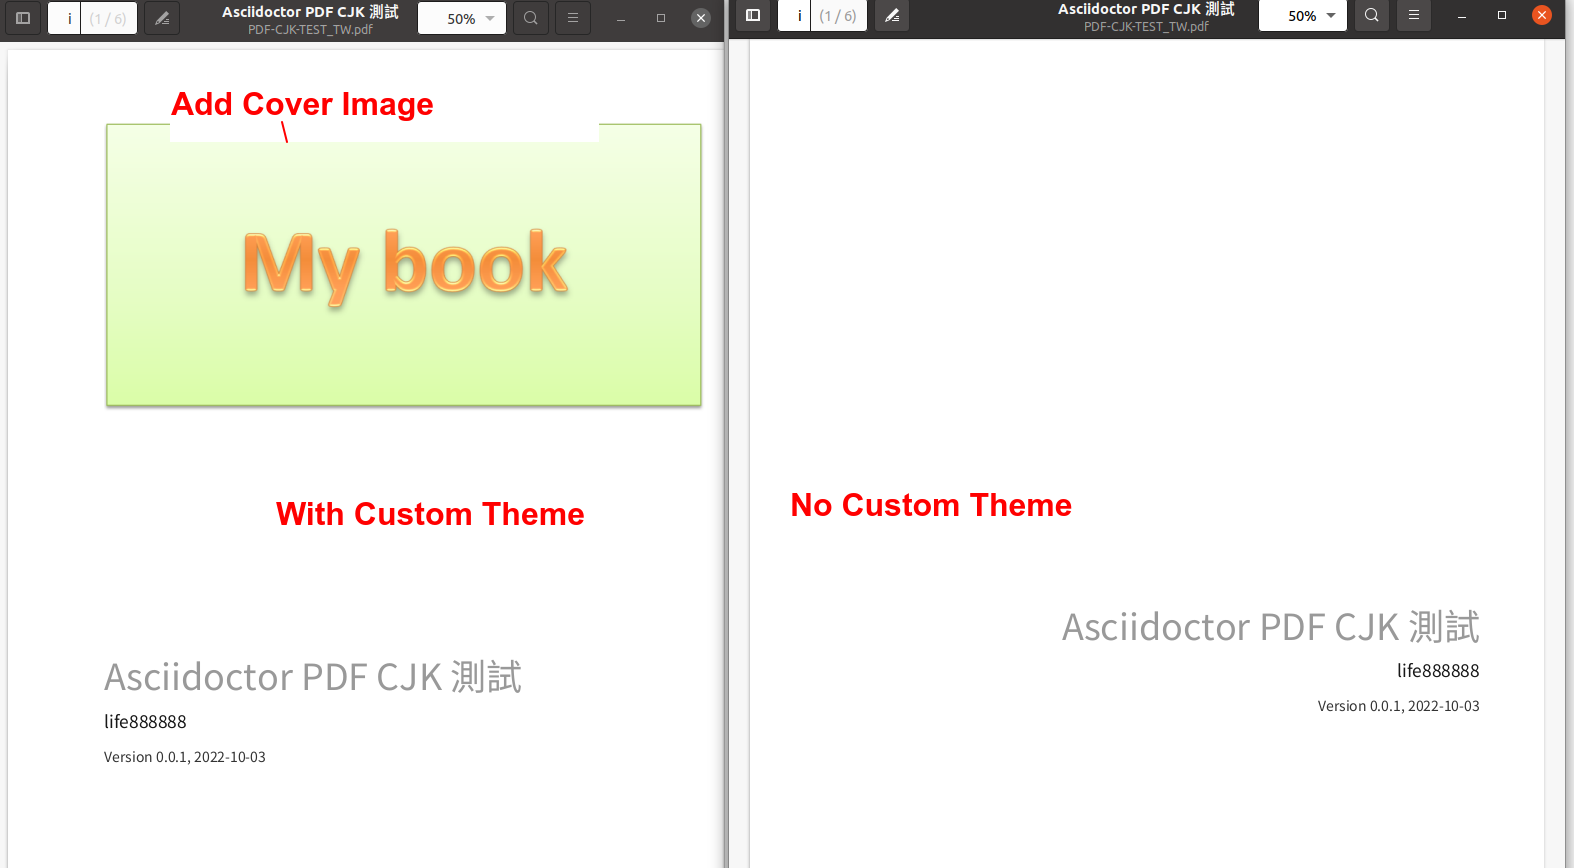 Asciidoctor PDF CJK 測試
PDF-CJK-TEST_TW.pdf
i (1 / 6)
50%
Add Cover Image
My book
With Custom Theme
Asciidoctor PDF CJK 測試
life888888
Version 0.0.1, 2022-10-03
Asciidoctor PDF CJK 測試
PDF-CJK-TEST_TW.pdf
i (1 / 6)
50%
No Custom Theme
Asciidoctor PDF CJK 測試
life888888
Version 0.0.1, 2022-10-03